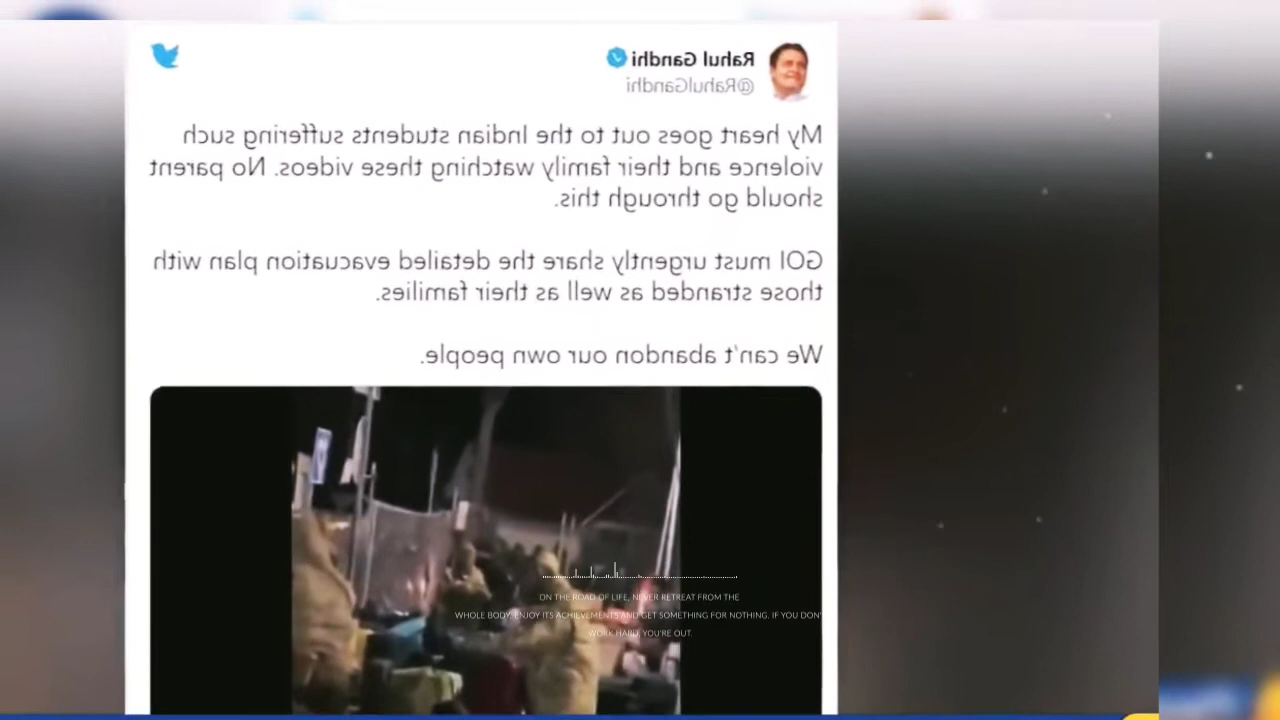 Rahul Gandhi
@RahulGandhi
My heart goes out to the Indian students suffering such
violence and their family watching these videos. No parent
should go through this.
GOI must urgently share the detailed evacuation plan with
those stranded as well as their families.
We can't abandon our own people.
ON THE ROAD OF LIFE, NEVER RETREAT FROM THE
WHOLE BODY, ENJOY ITS ACHIEVEMENTS AND GET SOMETHING FOR NOTHING. IF YOU DON'
WORK HARD, YOU'RE OUT.